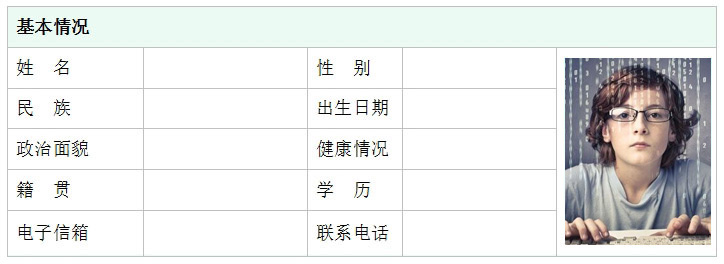 基本情况
姓 名 性 别
民 族 出生日期
政治面貌 健康情况
籍 贯 学 历
电子信箱 联系电话